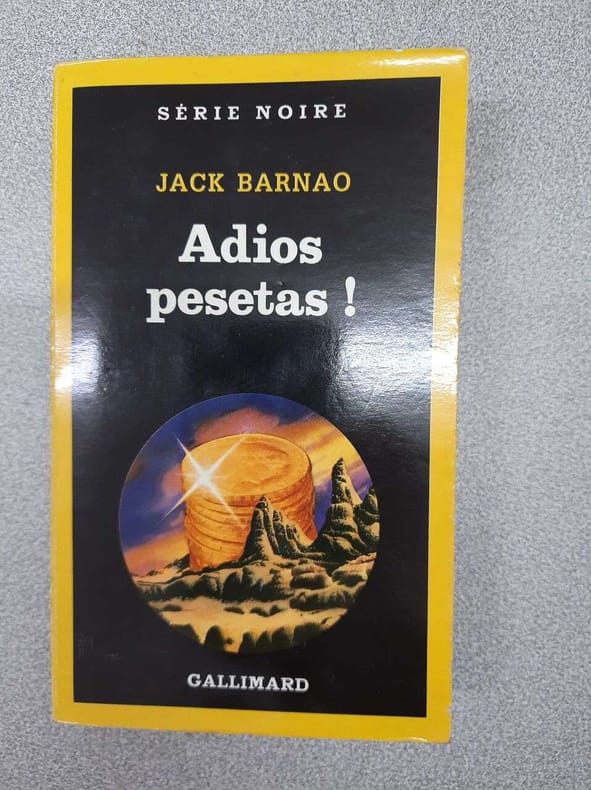 SÉRIE NOIRE
JACK BARNAO
Adios
pesetas !
GALLIMARD